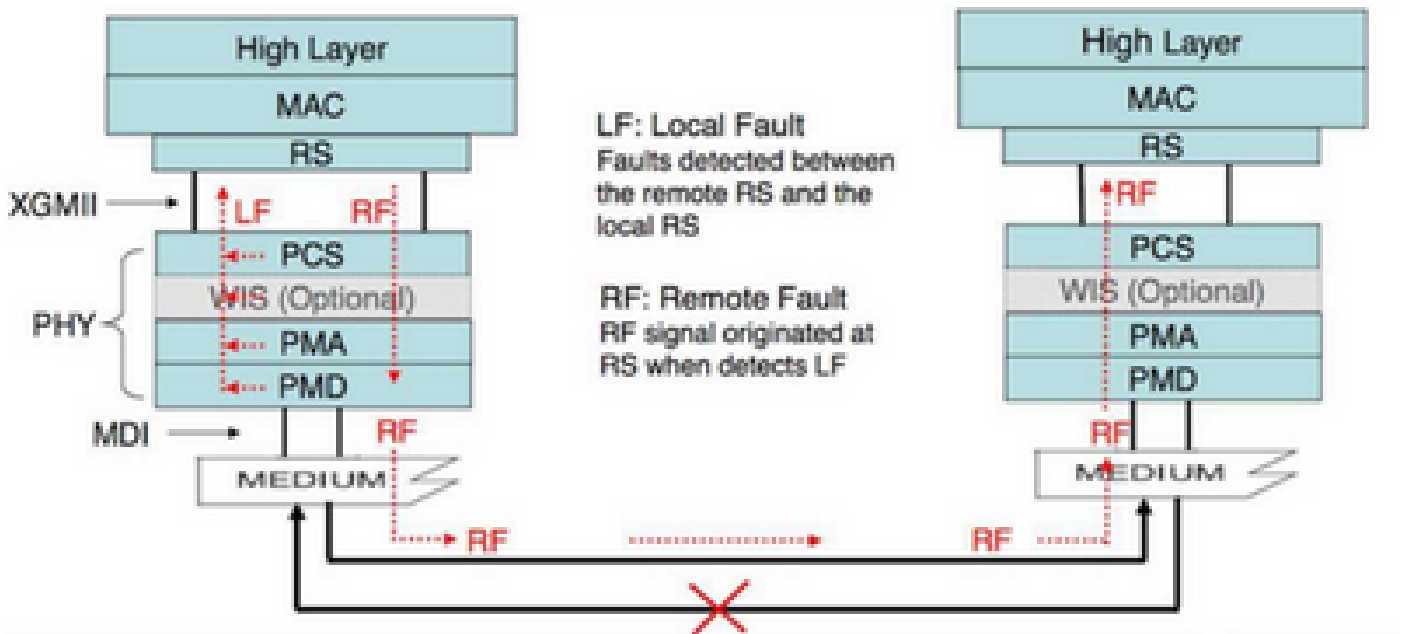 High Layer
MAC
RS
XGMII
LF
RF
PCS
WIS (Optional)
PHY
PMA
PMD
MDI
RF
MEDIUM
RF
LF: Local Fault
Faults detected between
the remote RS and the
local RS
RF: Remote Fault
RF signal originated at
RS when detects LF
High Layer
MAC
RS
RF
PCS
WIS (Optional)
PMA
PMD
RF
MEDIUM
RF